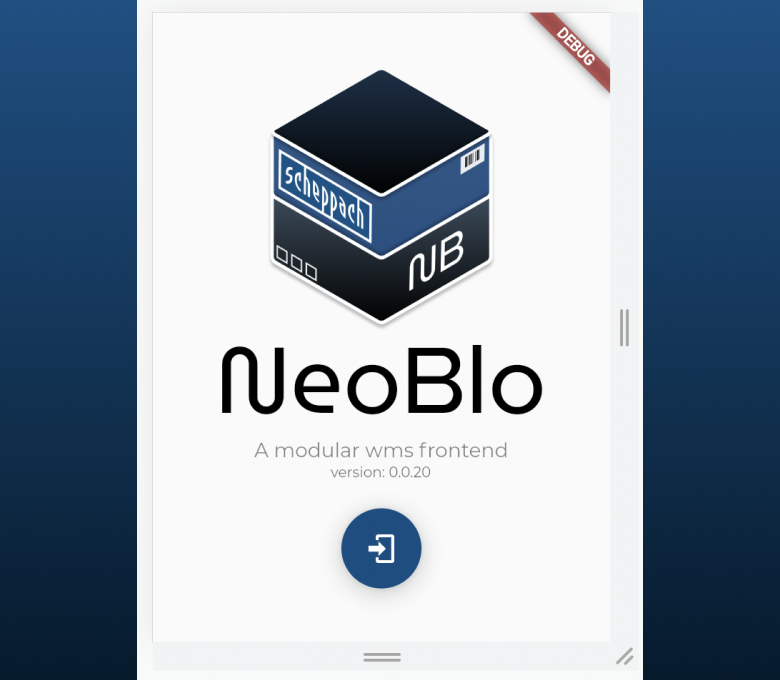 DEBUG
scheppach
NB
NeoBlo
A modular wms frontend
version: 0.0.20